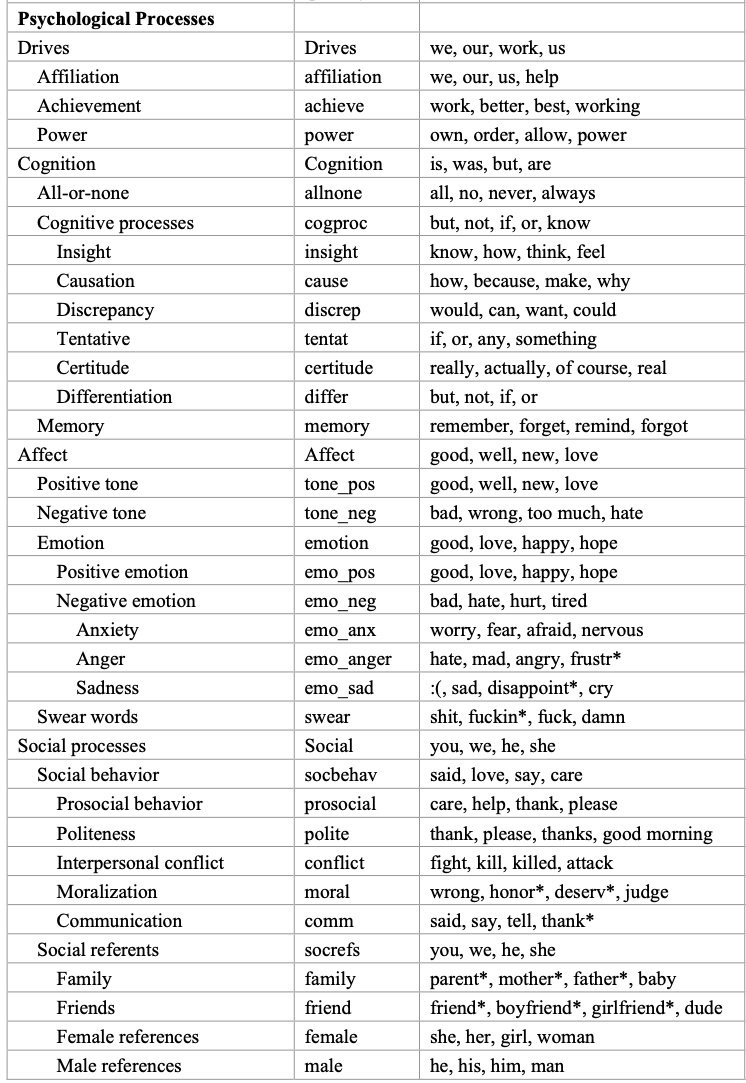 Psychological Processes
Drives Drives we, our, work, us
Affiliation affiliation we, our, us, help
Achievement achieve work, better, best, working
Power power own, order, allow, power
Cognition Cognition is, was, but, are
All-or-none allnone all, no, never, always
Cognitive processes cogproc but, not, if, or, know
Insight insight know, how, think, feel
Causation cause how, because, make, why
Discrepancy discrep would, can, want, could
Tentative tentat if, or, any, something
Certitude certitude really, actually, of course, real
Differentiation differ but, not, if, or
Memory memory remember, forget, remind, forgot
Affect Affect good, well, new, love
Positive tone tone_pos good, well, new, love
Negative tone tone_neg bad, wrong, too much, hate
Emotion emotion good, love, happy, hope
Positive emotion emo_pos good, love, happy, hope
Negative emotion emo_neg bad, hate, hurt, tired
Anxiety emo_anx worry, fear, afraid, nervous
Anger emo_anger hate, mad, angry, frustr*
Sadness emo_sad :(, sad, disappoint*, cry
Swear words swear shit, fuckin*, fuck, damn
Social processes Social you, we, he, she
Social behavior socbehav said, love, say, care
Prosocial behavior prosocial care, help, thank, please
Politeness polite thank, please, thanks, good morning
Interpersonal conflict conflict fight, kill, killed, attack
Moralization moral wrong, honor*, deserv*, judge
Communication comm said, say, tell, thank*
Social referents socrefs you, we, he, she
Family family parent*, mother*, father*, baby
Friends friend friend*, boyfriend*, girlfriend*, dude
Female references female she, her, girl, woman
Male references male he, his, him, man